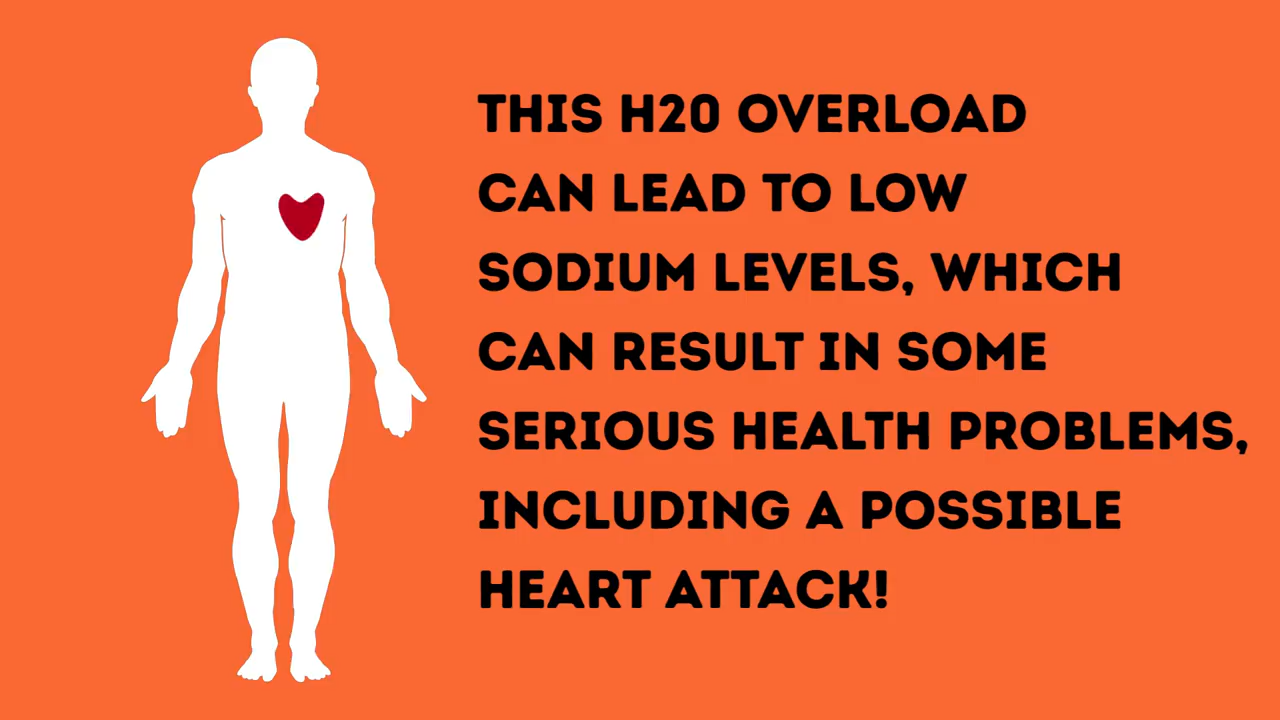 THIS H20 OVERLOAD
CAN LEAD TO LOW
SODIUM LEVELS, WHICH
CAN RESULT IN SOME
SERIOUS HEALTH PROBLEMS,
INCLUDING A POSSIBLE
HEART ATTACK!